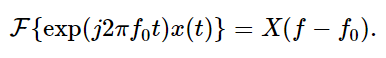 ℱ{exp(j2πf₀t)x(t)} = X(f − f₀).